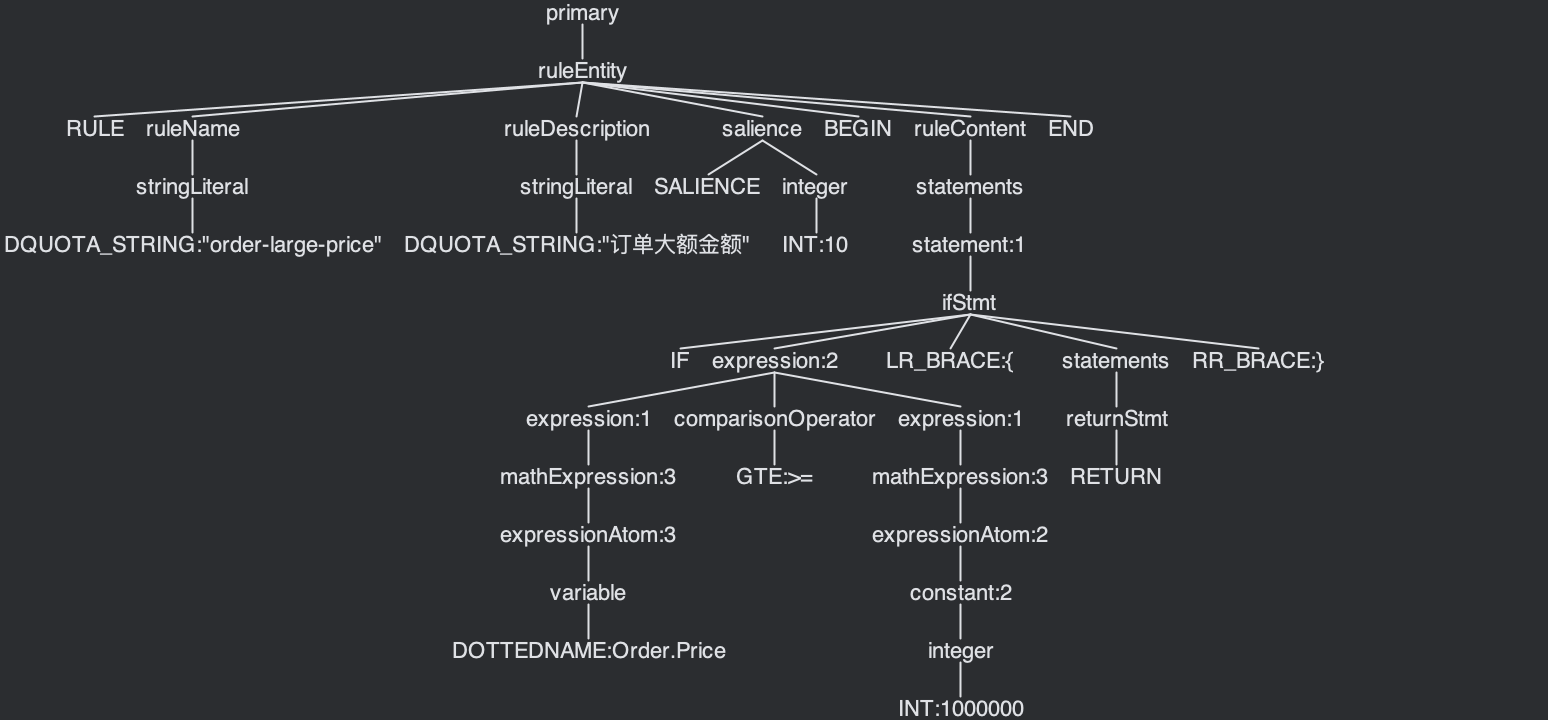 primary
ruleEntity
RULE ruleName ruleDescription salience BEGIN ruleContent END
stringLiteral stringLiteral SALIENCE integer statements
DQUOTA_STRING:"order-large-price" DQUOTA_STRING:"订单大额金额" INT:10 statement:1
ifStmt
IF expression:2 LR_BRACE:{ statements RR_BRACE:}
expression:1 comparisonOperator expression:1 returnStmt
mathExpression:3 GTE:>= mathExpression:3 RETURN
expressionAtom:3 expressionAtom:2
variable constant:2
DOTTEDNAME:Order.Price integer
INT:1000000